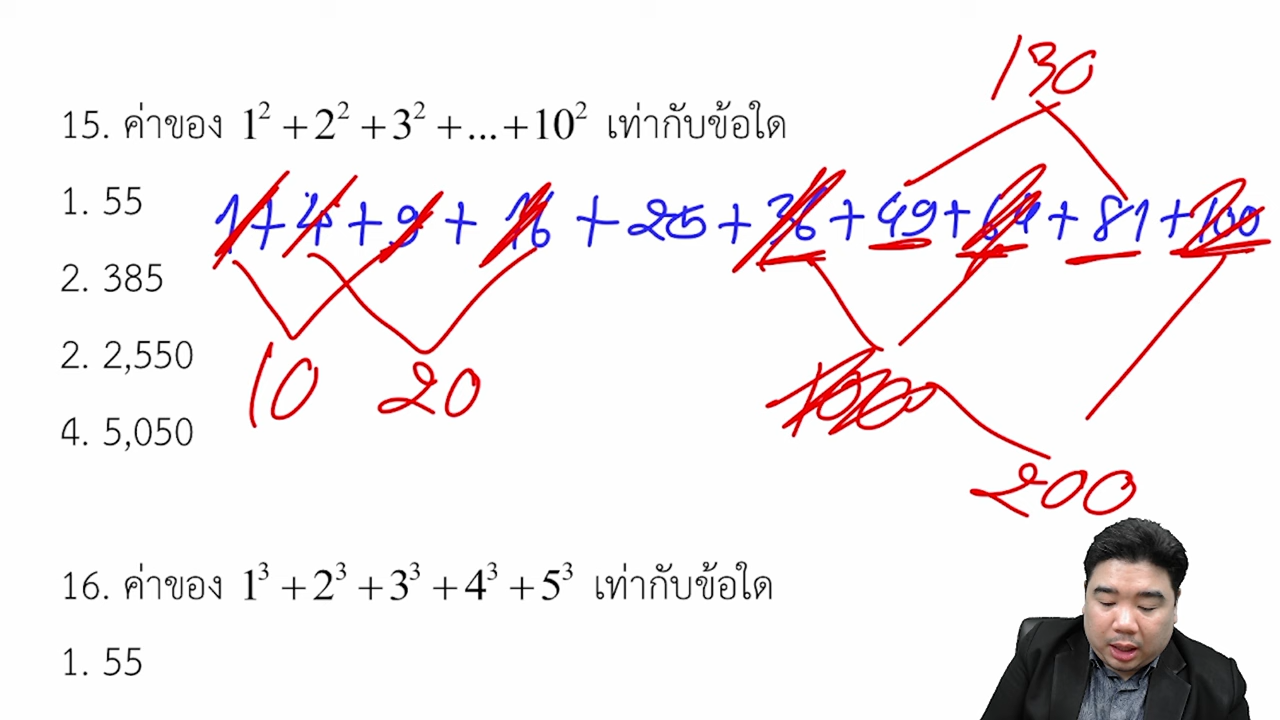 130
15. ค่าของ 1² + 2² + 3² + ... + 10² เท่ากับข้อใด
1. 55
1 + 4 + 9 + 16 + 25 + 36 + 49 + 64 + 81 + 100
2. 385
2. 2,550
10 20 100
4. 5,050
200
16. ค่าของ 1³ + 2³ + 3³ + 4³ + 5³ เท่ากับข้อใด
1. 55